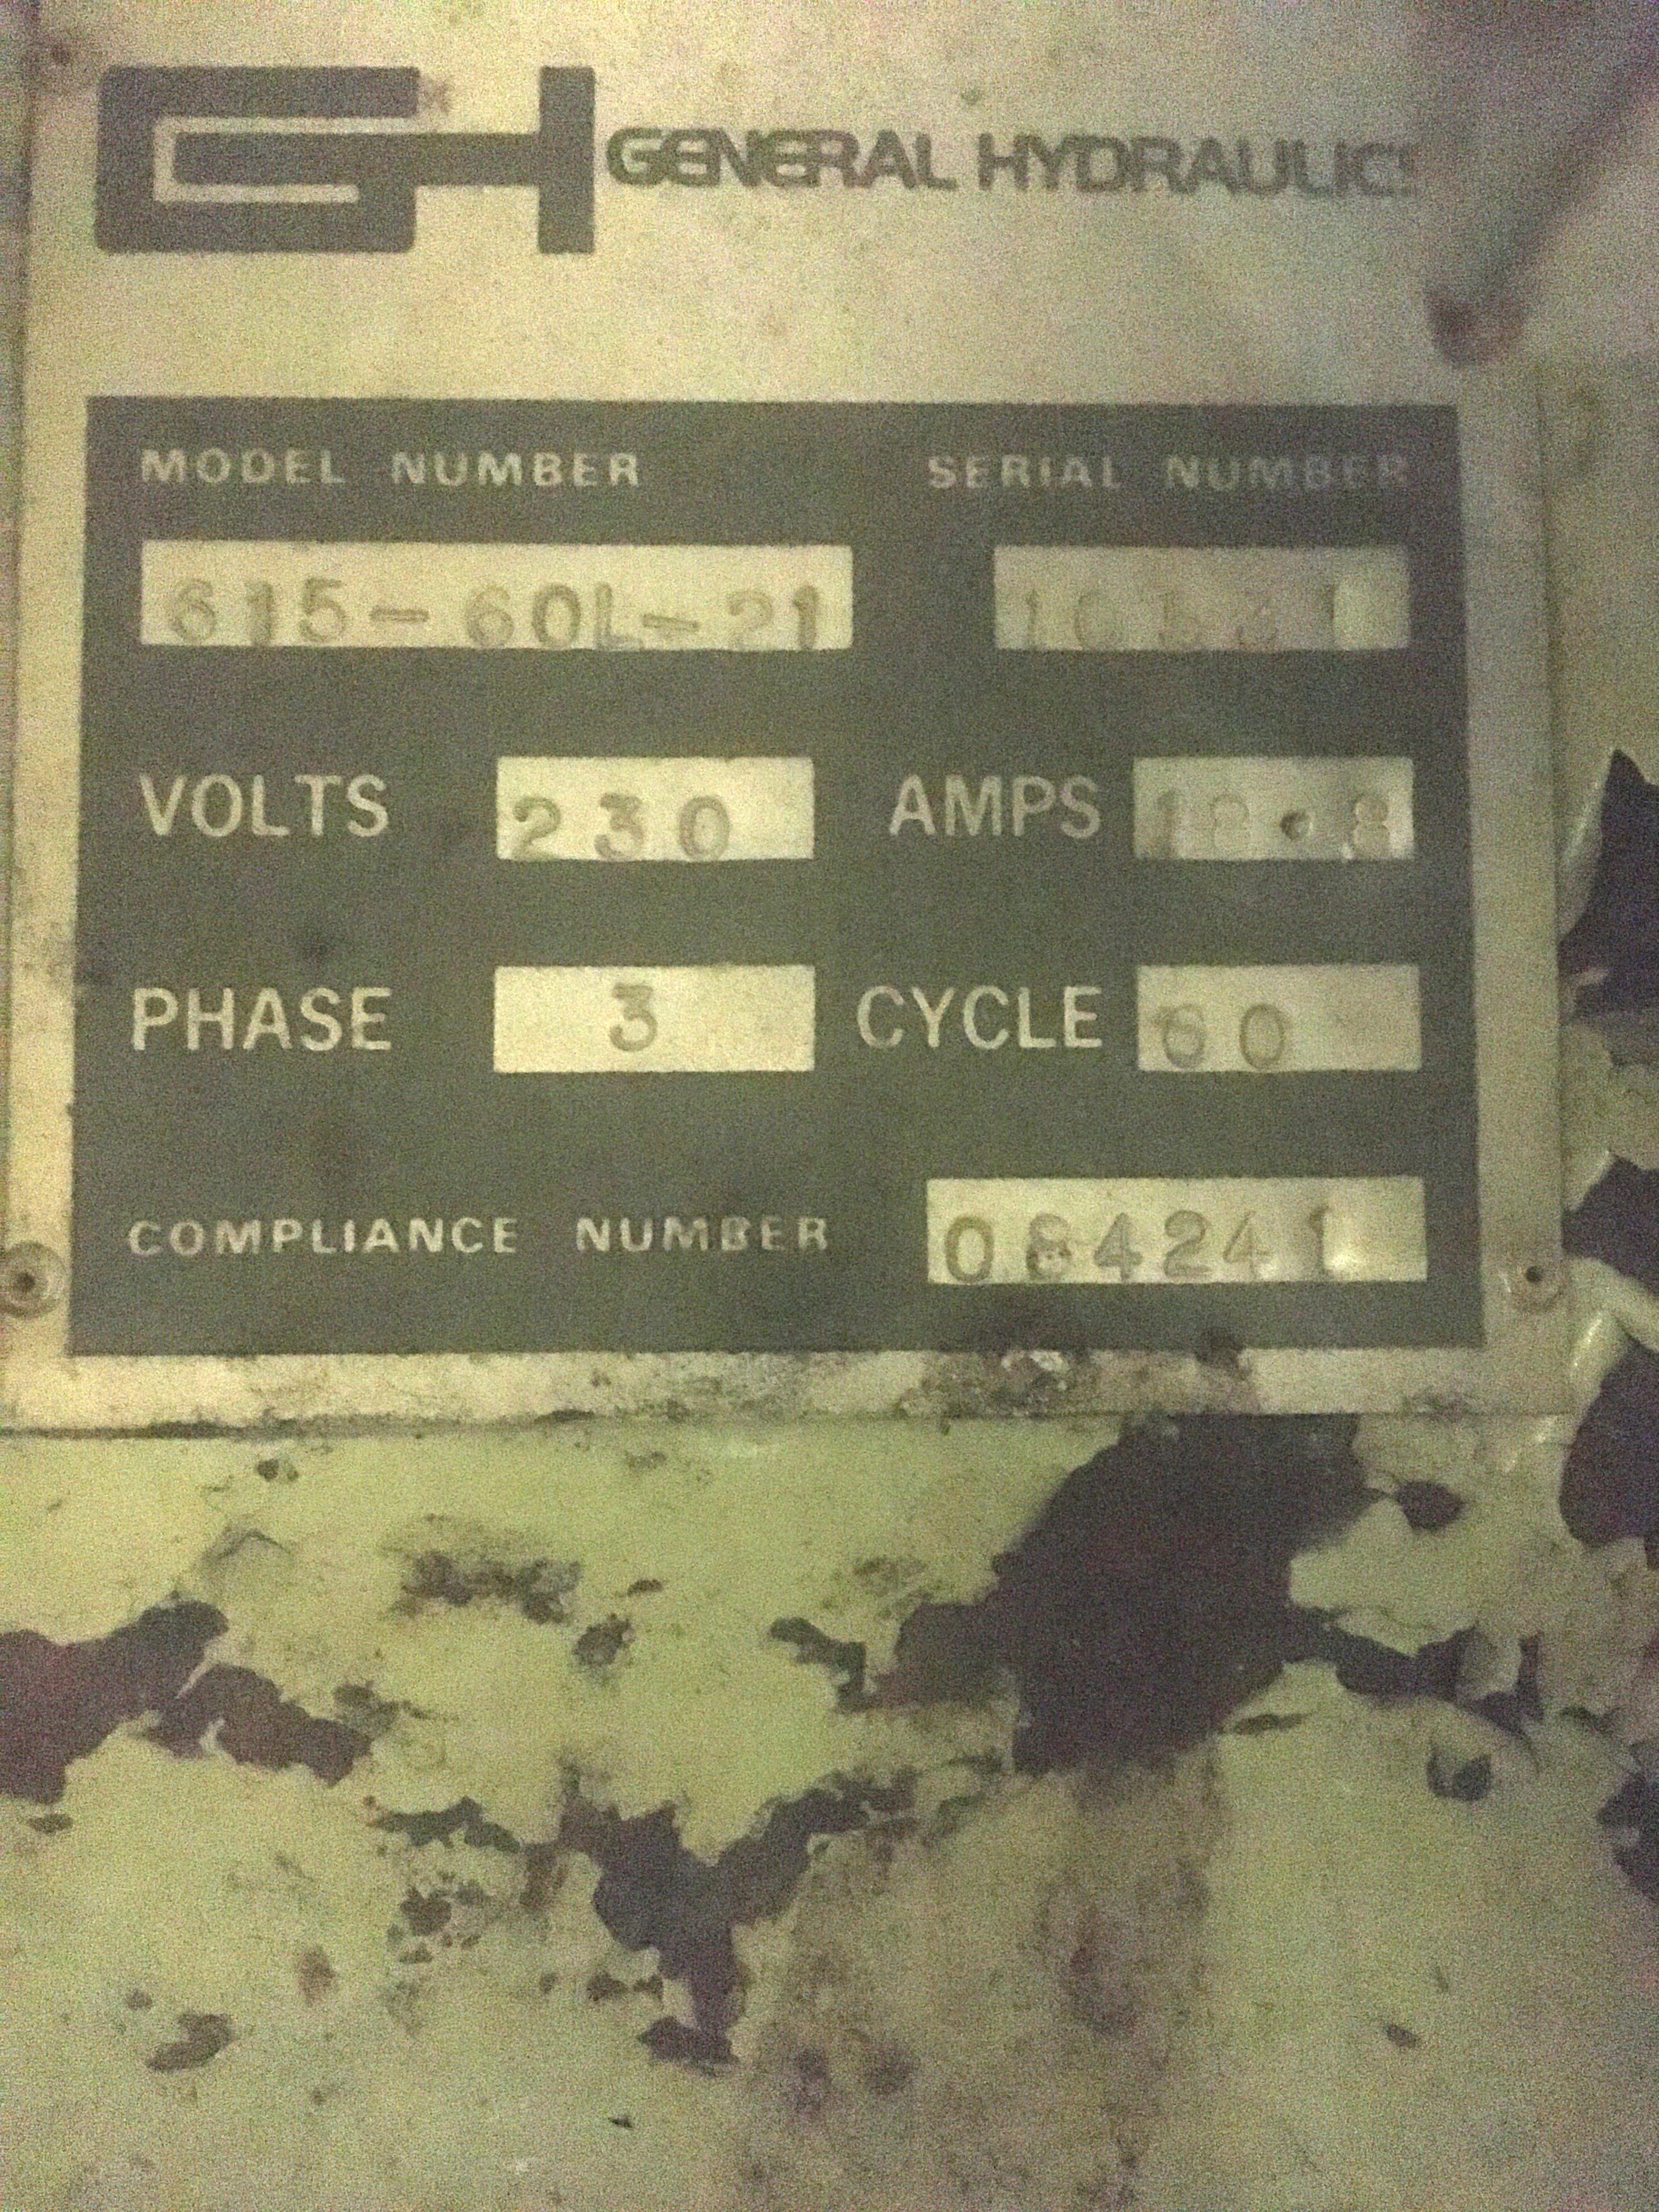 GH GENERAL HYDRAULICS
MODEL NUMBER SERIAL NUMBER
615-60L-21
VOLTS 230 AMPS
PHASE 3 CYCLE 60
COMPLIANCE NUMBER 084241